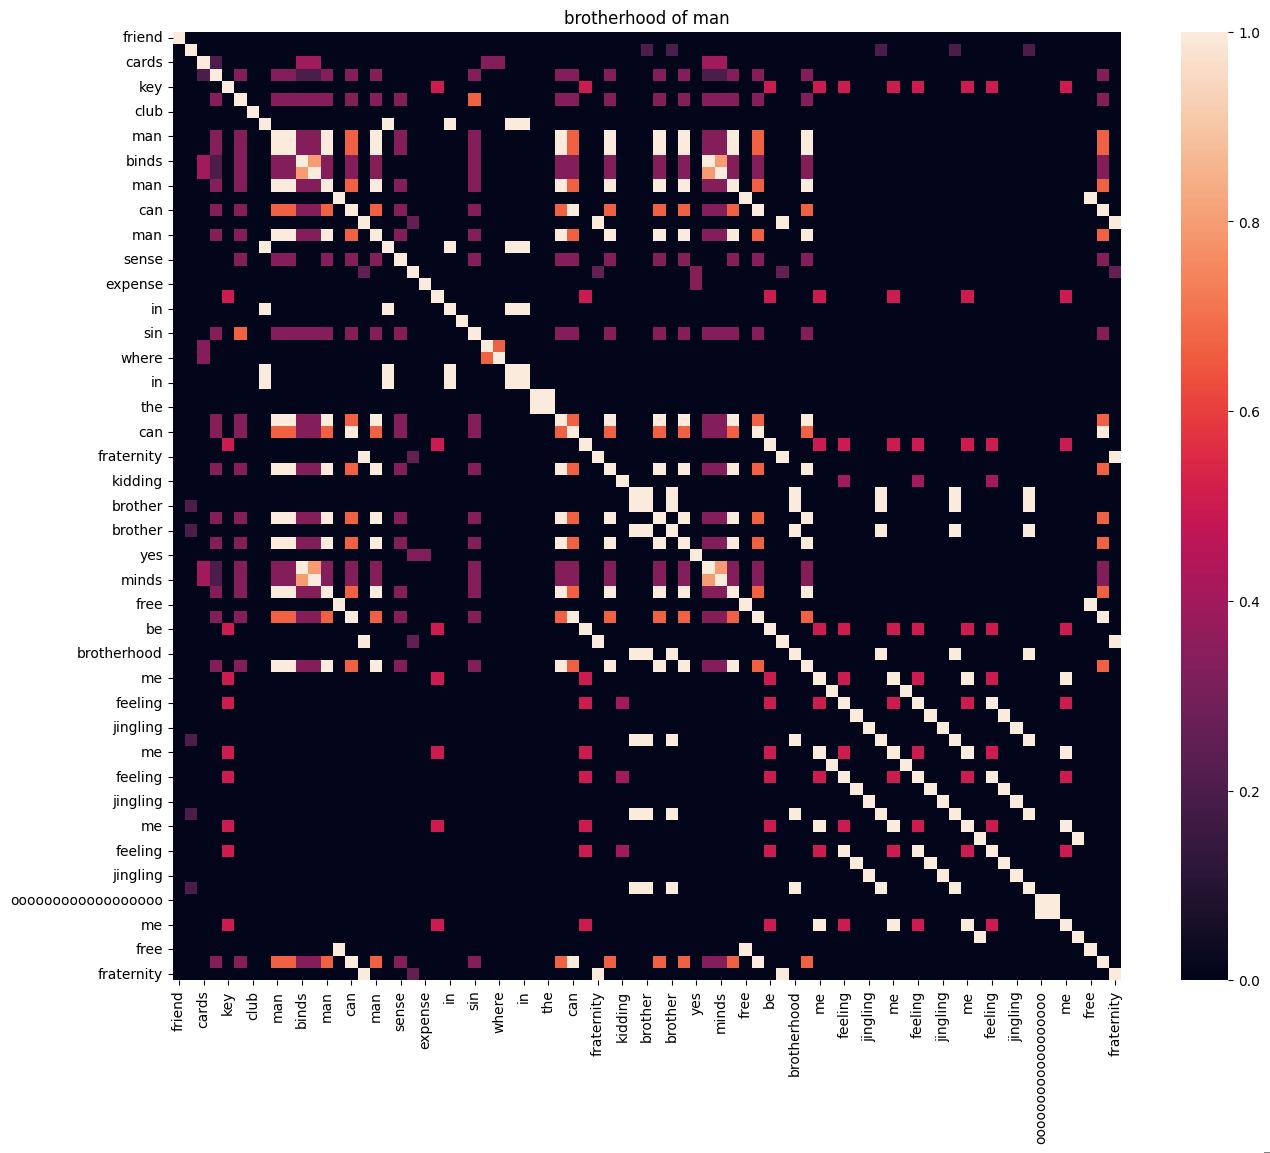 brotherhood of man
friend
cards
key
club
man
binds
man
can
man
sense
expense
in
sin
where
in
the
can
fraternity
kidding
brother
brother
yes
minds
free
be
brotherhood
me
feeling
jingling
me
feeling
jingling
me
feeling
jingling
oooooooooooooooooo
me
free
fraternity
friend
cards
key
club
man
binds
man
can
man
sense
expense
in
sin
where
in
the
can
fraternity
kidding
brother
brother
yes
minds
free
be
brotherhood
me
feeling
jingling
me
feeling
jingling
me
feeling
jingling
oooooooooooooooooo
me
free
fraternity
1.0
0.8
0.6
0.4
0.2
0.0